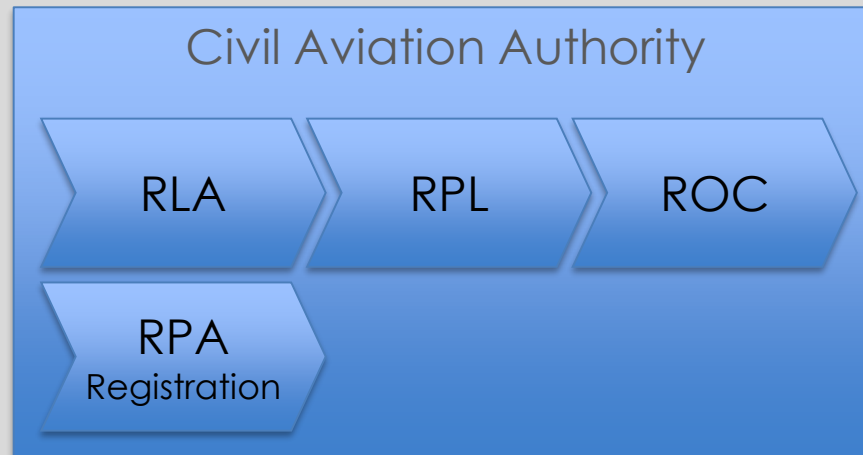 Civil Aviation Authority
RLA
RPL
ROC
RPA
Registration